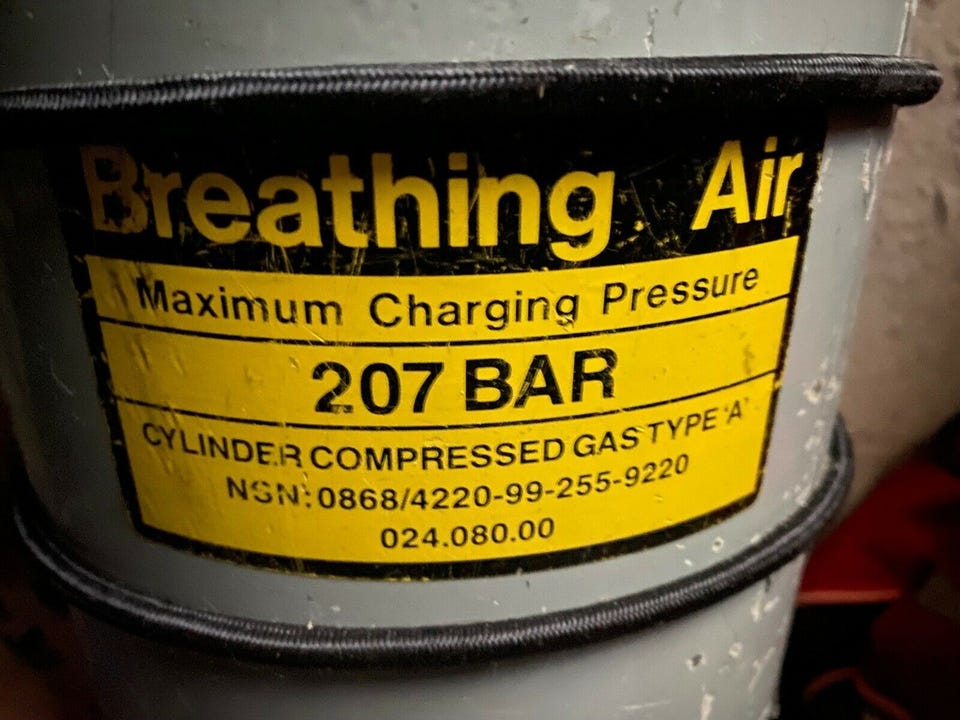 Breathing Air
Maximum Charging Pressure
207 BAR
CYLINDER COMPRESSED GAS TYPE 'A'
NSN: 0868/4220-99-255-9220
024.080.00